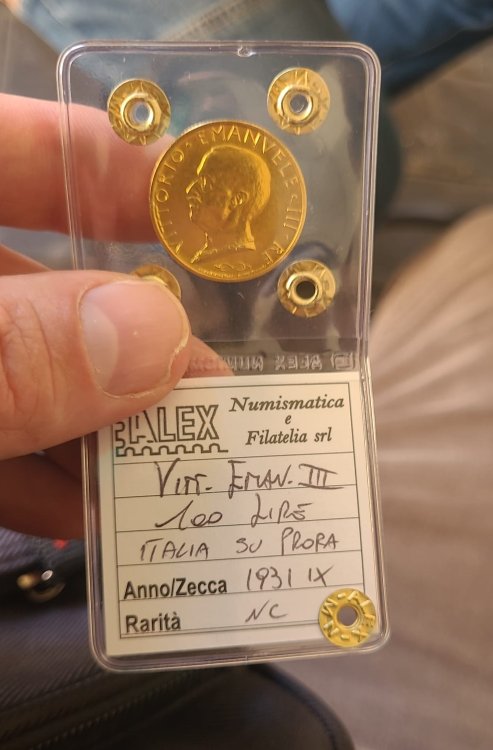 VITTORIO EMANVELE III RE
ALEX Numismatica
e
Filatelia srl
Vitt. Eman. III
100 LIRE
ITALIA SU PRORA
Anno/Zecca 1931 IX
Rarità NC